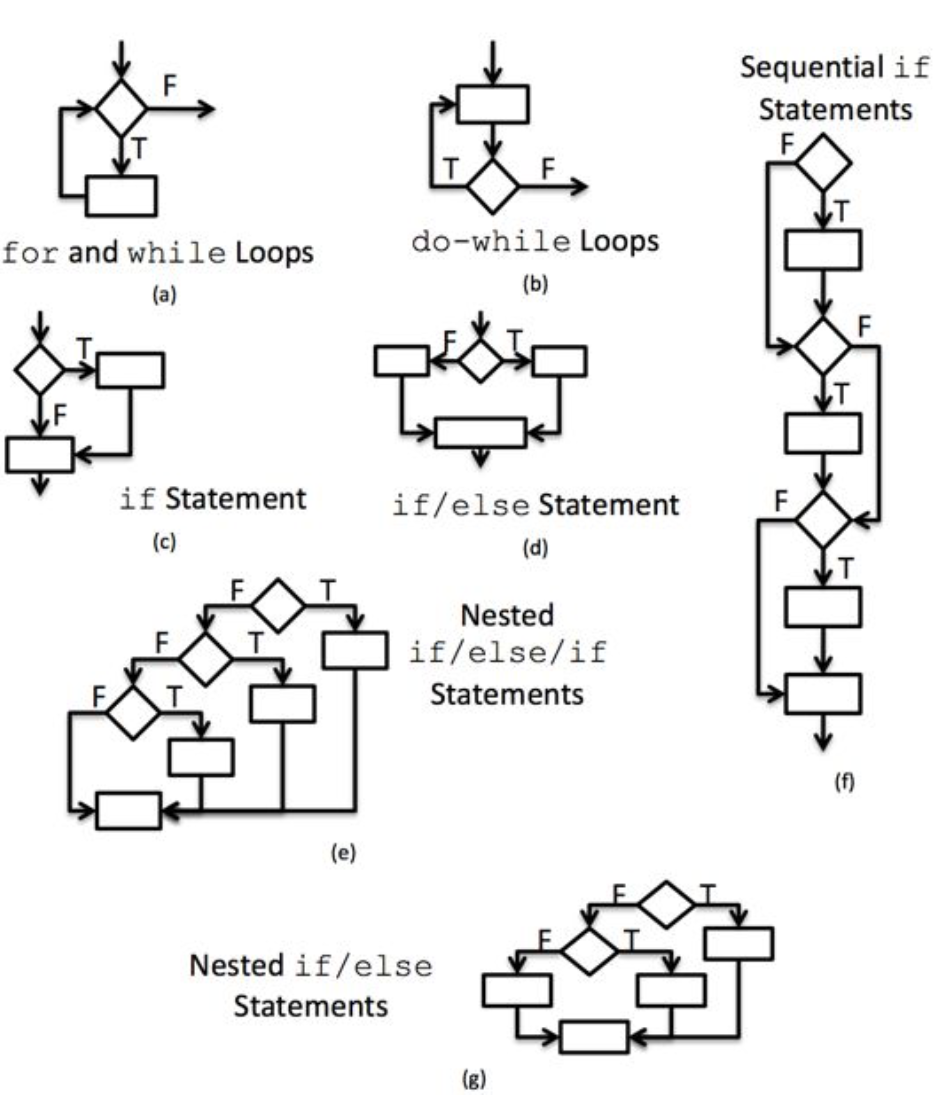 F
T
for and while Loops
(a)
T
F
do-while Loops
(b)
Sequential if
Statements
F
T
F
T
F
T
(f)
T
F
if Statement
(c)
F
T
if/else Statement
(d)
F
T
F
T
F
T
Nested
if/else/if
Statements
(e)
Nested if/else
Statements
F
T
F
T
(g)